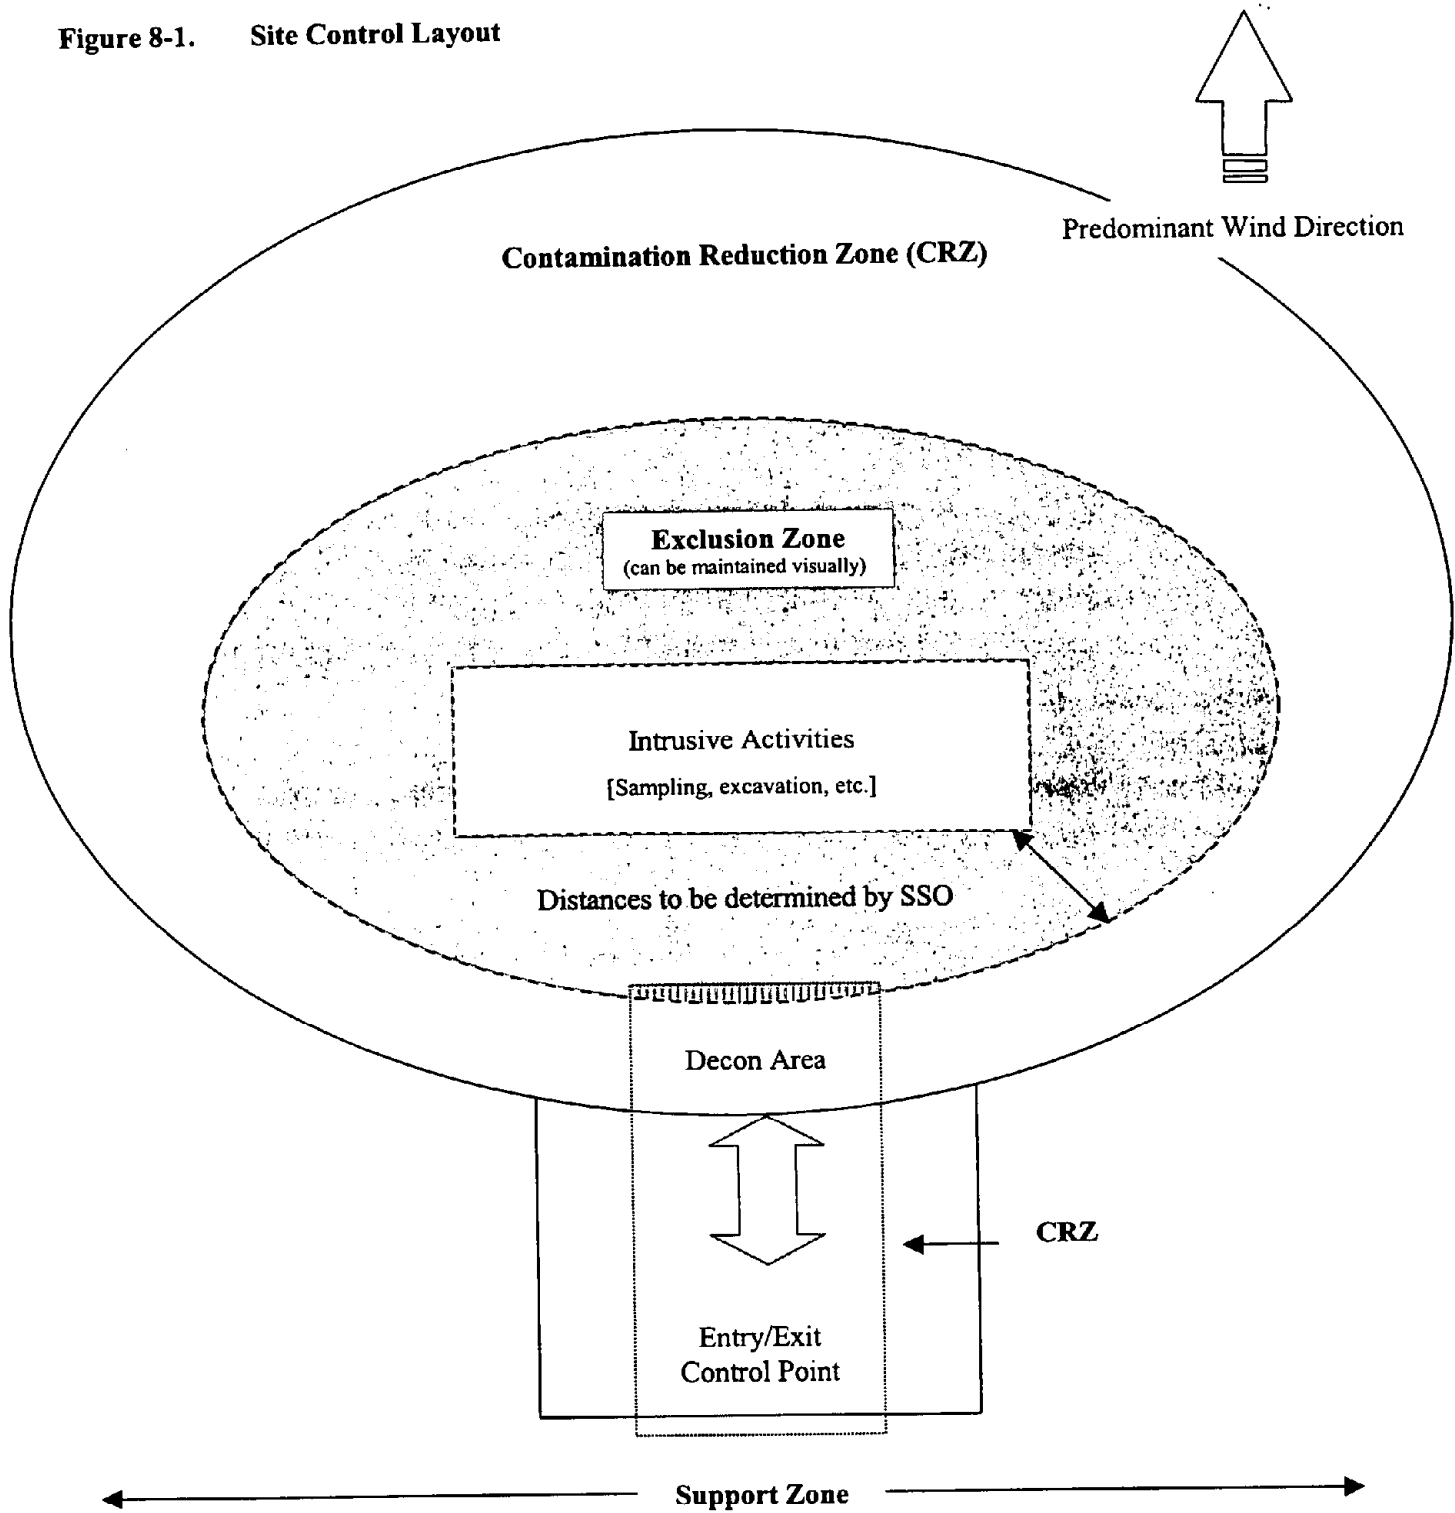 Figure 8-1. Site Control Layout
Predominant Wind Direction
Contamination Reduction Zone (CRZ)
Exclusion Zone
(can be maintained visually)
Intrusive Activities
[Sampling, excavation, etc.]
Distances to be determined by SSO
Decon Area
CRZ
Entry/Exit
Control Point
Support Zone